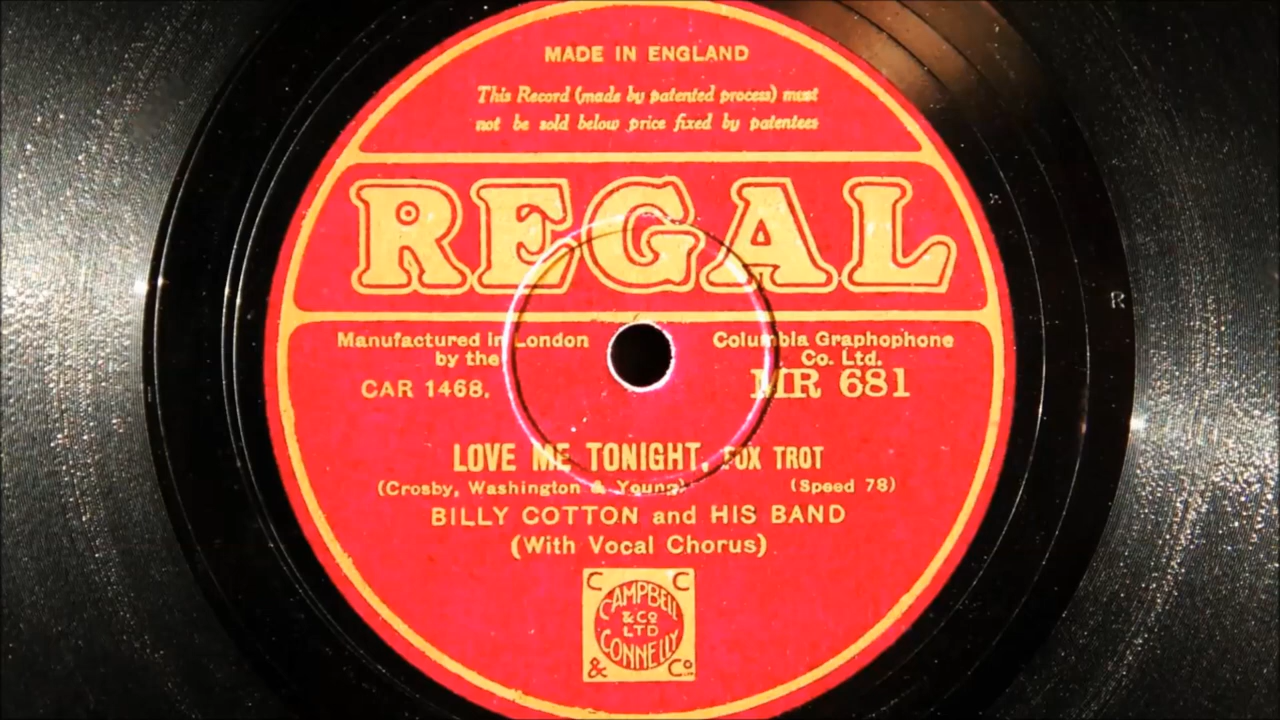 MADE IN ENGLAND
This Record (made by patented process) must
not be sold below price fixed by patentees
REGAL
Manufactured in London
by the
Columbia Graphophone
Co. Ltd.
CAR 1468.
MR 681
LOVE ME TONIGHT, FOX TROT
(Crosby, Washington & Young)
(Speed 78)
BILLY COTTON and HIS BAND
(With Vocal Chorus)
C C
CAMPBELL
& Co
LTD
CONNELLY
& Co
R